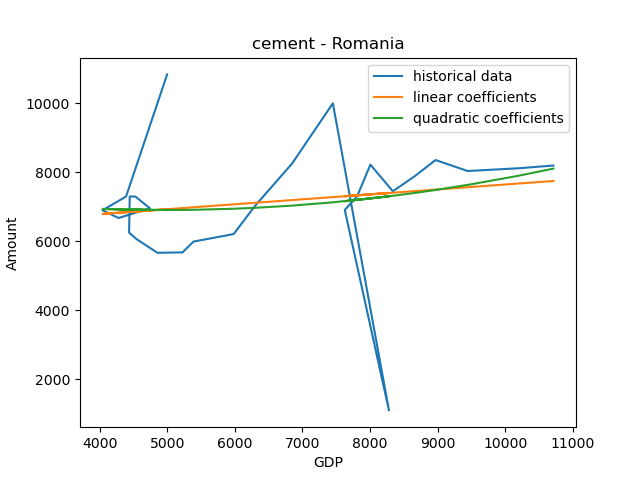 cement - Romania
historical data
linear coefficients
quadratic coefficients
Amount
10000
8000
6000
4000
2000
4000 5000 6000 7000 8000 9000 10000 11000
GDP